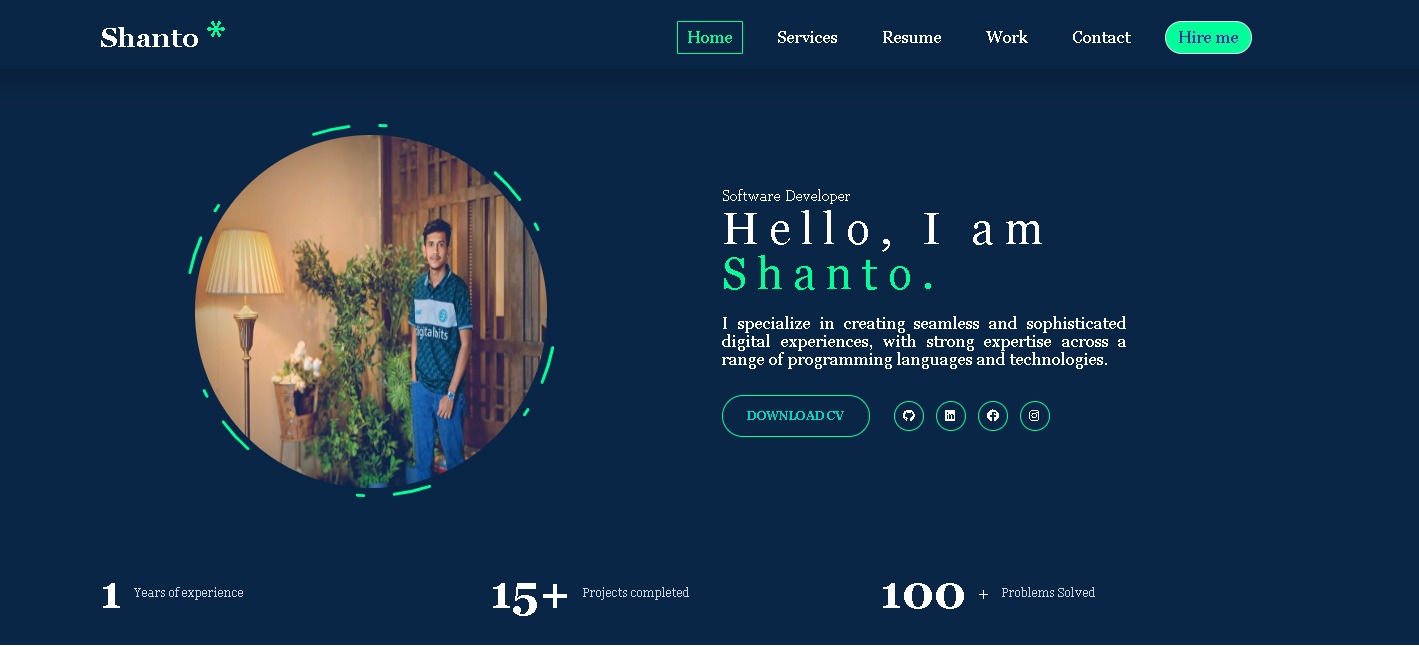 Shanto *
Home Services Resume Work Contact Hire me
Software Developer
Hello, I am
Shanto.
I specialize in creating seamless and sophisticated
digital experiences, with strong expertise across a
range of programming languages and technologies.
DOWNLOAD CV
digitalbits
1 Years of experience
15+ Projects completed
100 + Problems Solved